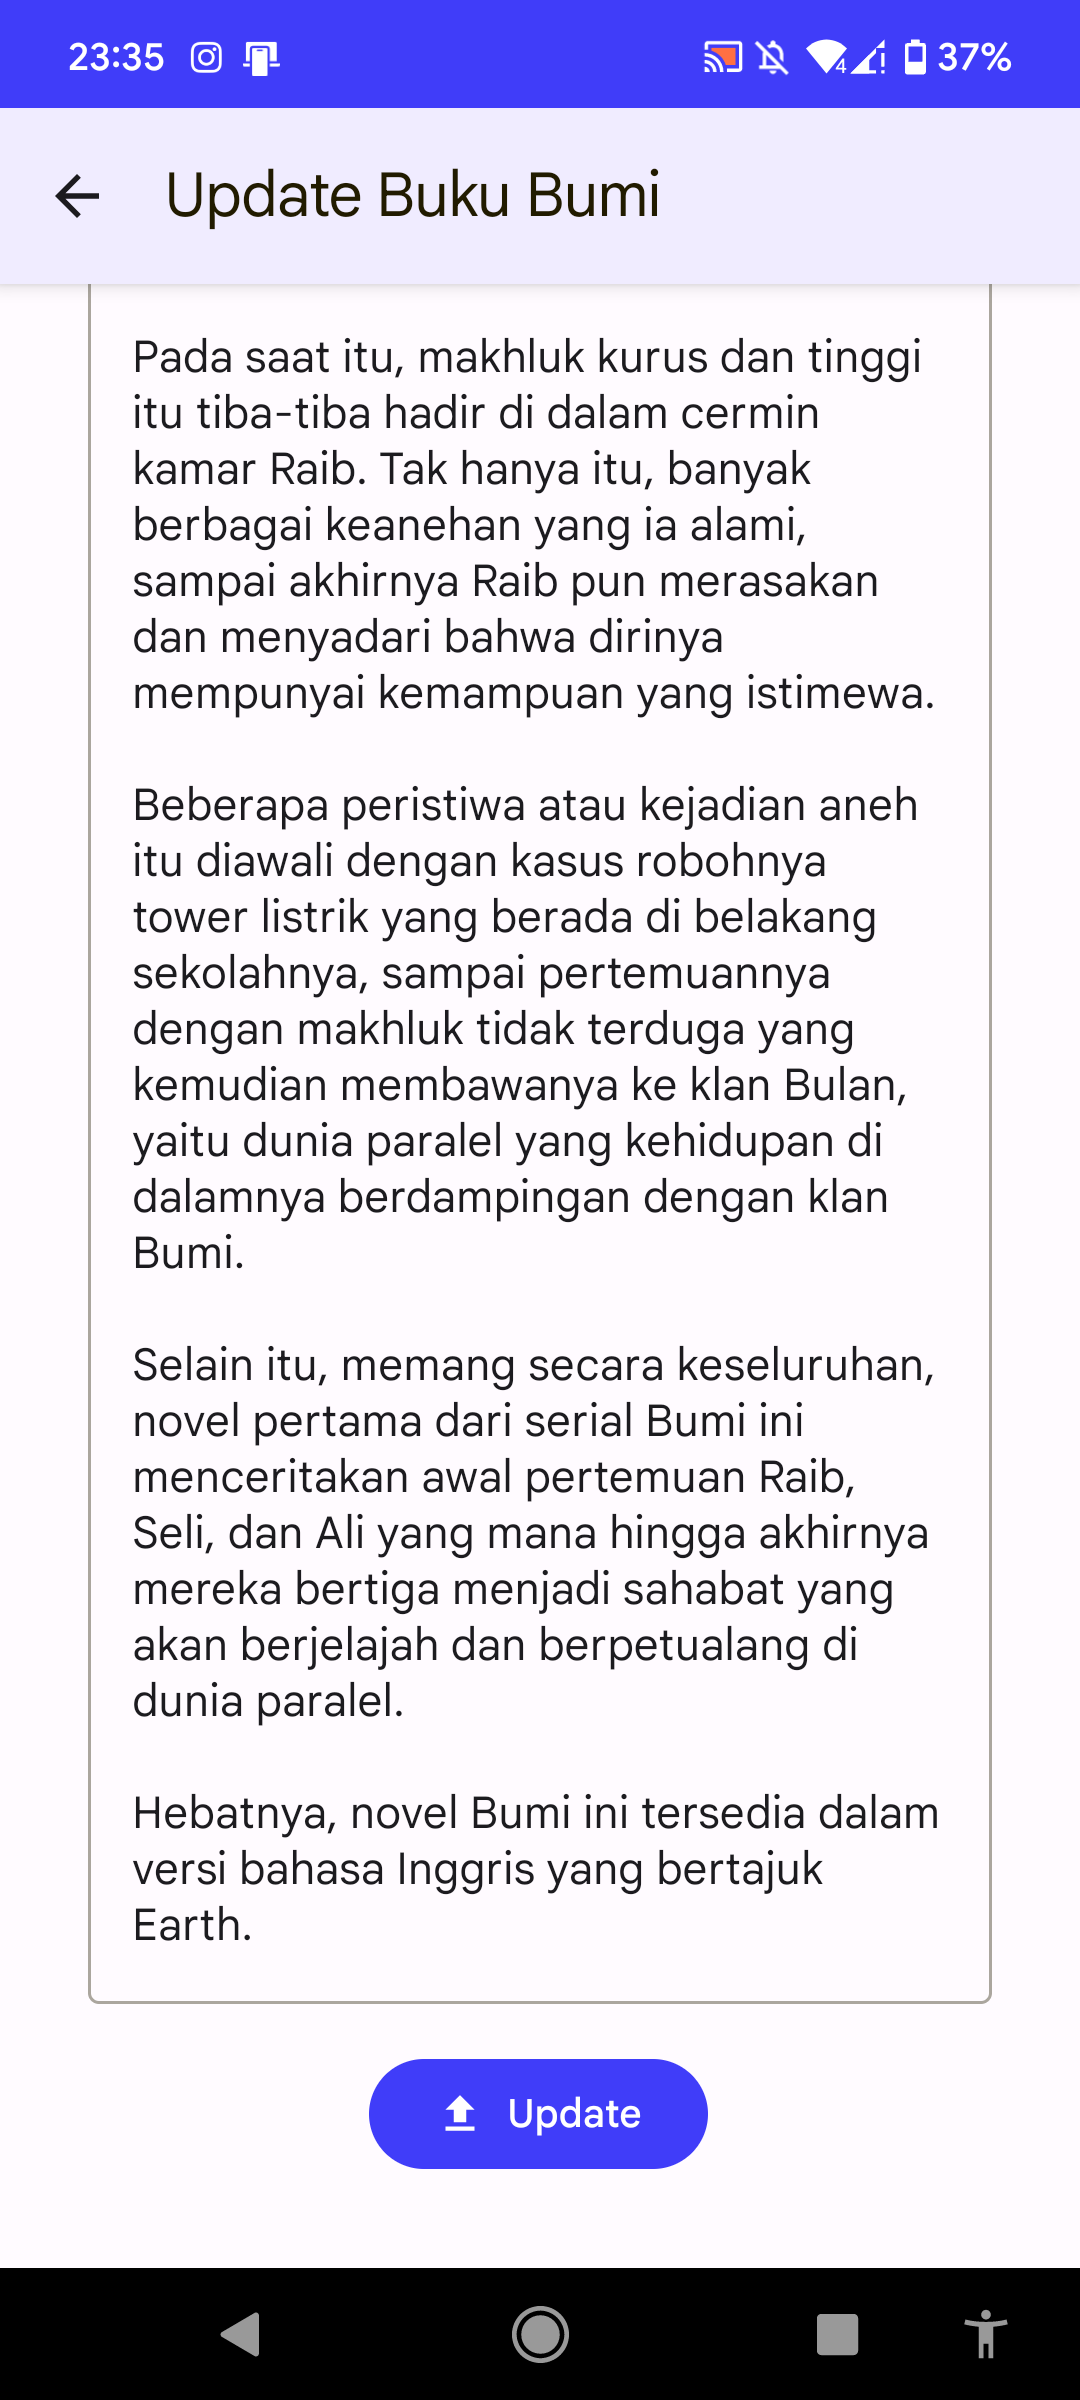 23:35
4
37%
Update Buku Bumi
Pada saat itu, makhluk kurus dan tinggi
itu tiba-tiba hadir di dalam cermin
kamar Raib. Tak hanya itu, banyak
berbagai keanehan yang ia alami,
sampai akhirnya Raib pun merasakan
dan menyadari bahwa dirinya
mempunyai kemampuan yang istimewa.
Beberapa peristiwa atau kejadian aneh
itu diawali dengan kasus robohnya
tower listrik yang berada di belakang
sekolahnya, sampai pertemuannya
dengan makhluk tidak terduga yang
kemudian membawanya ke klan Bulan,
yaitu dunia paralel yang kehidupan di
dalamnya berdampingan dengan klan
Bumi.
Selain itu, memang secara keseluruhan,
novel pertama dari serial Bumi ini
menceritakan awal pertemuan Raib,
Seli, dan Ali yang mana hingga akhirnya
mereka bertiga menjadi sahabat yang
akan berjelajah dan berpetualang di
dunia paralel.
Hebatnya, novel Bumi ini tersedia dalam
versi bahasa Inggris yang bertajuk
Earth.
Update